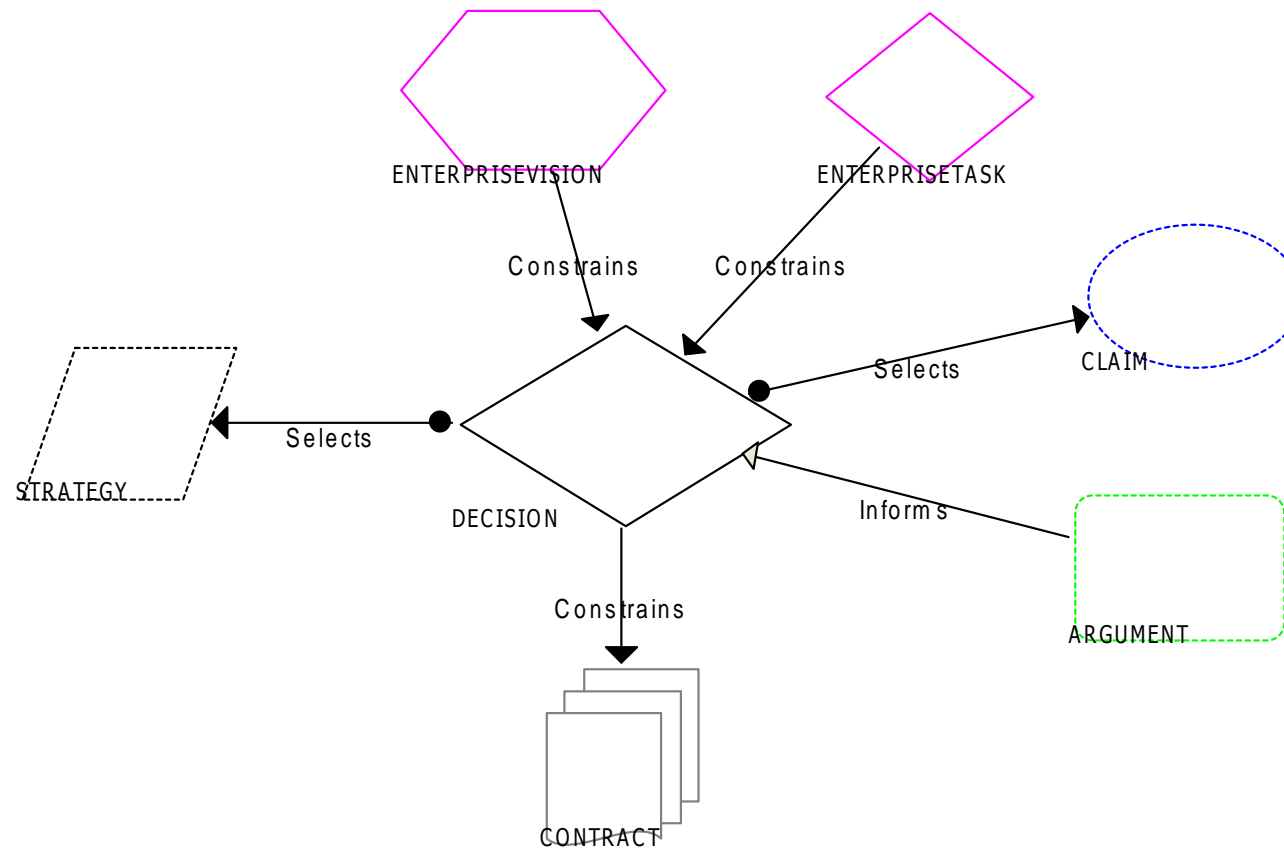 ENTERPRISEVISION
ENTERPRISETASK
Constrains
Constrains
CLAIM
Selects
Selects
STRATEGY
DECISION
Informs
Constrains
ARGUMENT
CONTRACT